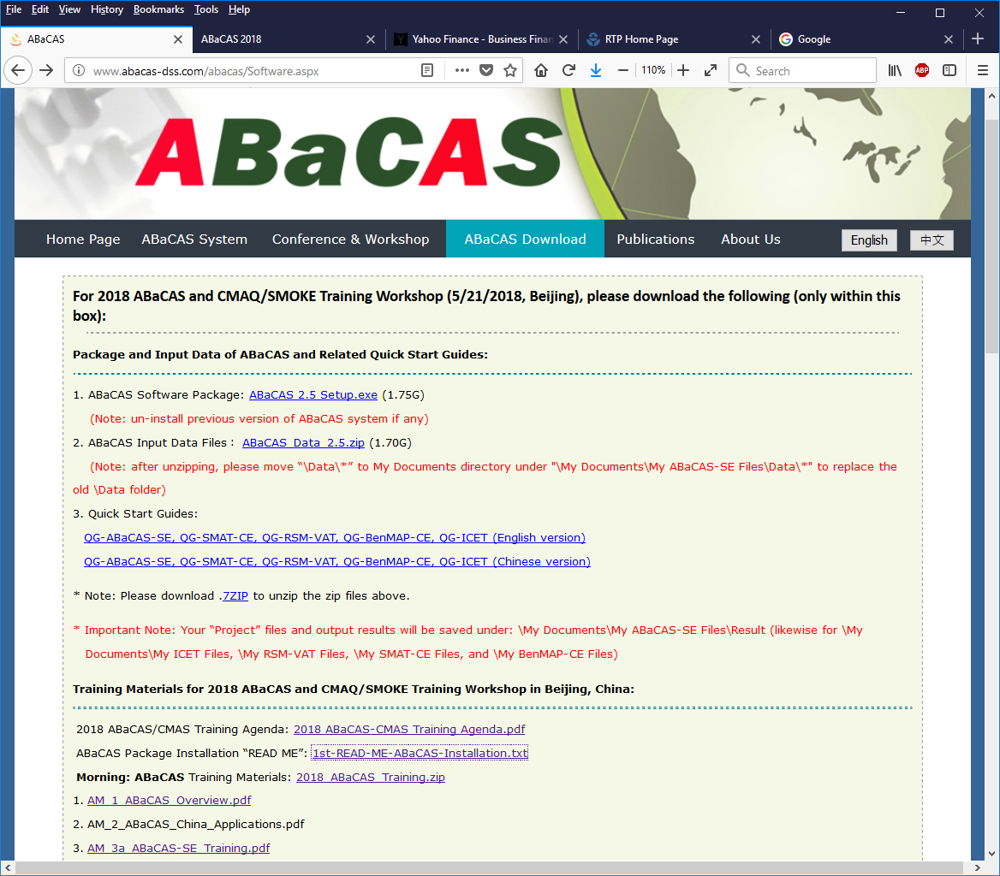 File Edit View History Bookmarks Tools Help
ABaCAS
ABaCAS 2018
Yahoo Finance - Business Finan
RTP Home Page
Google
www.abacas-dss.com/abacas/Software.aspx
110%
Search
ABP
ABaCAS
Home Page
ABaCAS System
Conference & Workshop
ABaCAS Download
Publications
About Us
English
中文
For 2018 ABaCAS and CMAQ/SMOKE Training Workshop (5/21/2018, Beijing), please download the following (only within this
box):
Package and Input Data of ABaCAS and Related Quick Start Guides:
1. ABaCAS Software Package: ABaCAS 2.5 Setup.exe (1.75G)
(Note: un-install previous version of ABaCAS system if any)
2. ABaCAS Input Data Files： ABaCAS_Data_2.5.zip (1.70G)
(Note: after unzipping, please move “\Data\*” to My Documents directory under "\My Documents\My ABaCAS-SE Files\Data\*" to replace the
old \Data folder)
3. Quick Start Guides:
QG-ABaCAS-SE, QG-SMAT-CE, QG-RSM-VAT, QG-BenMAP-CE, QG-ICET (English version)
QG-ABaCAS-SE, QG-SMAT-CE, QG-RSM-VAT, QG-BenMAP-CE, QG-ICET (Chinese version)
* Note: Please download .7ZIP to unzip the zip files above.
* Important Note: Your “Project” files and output results will be saved under: \My Documents\My ABaCAS-SE Files\Result (likewise for \My
Documents\My ICET Files, \My RSM-VAT Files, \My SMAT-CE Files, and \My BenMAP-CE Files)
Training Materials for 2018 ABaCAS and CMAQ/SMOKE Training Workshop in Beijing, China:
2018 ABaCAS/CMAS Training Agenda: 2018 ABaCAS-CMAS Training Agenda.pdf
ABaCAS Package Installation “READ ME”: 1st-READ-ME-ABaCAS-Installation.txt
Morning: ABaCAS Training Materials: 2018_ABaCAS_Training.zip
1. AM_1_ABaCAS_Overview.pdf
2. AM_2_ABaCAS_China_Applications.pdf
3. AM_3a_ABaCAS-SE_Training.pdf